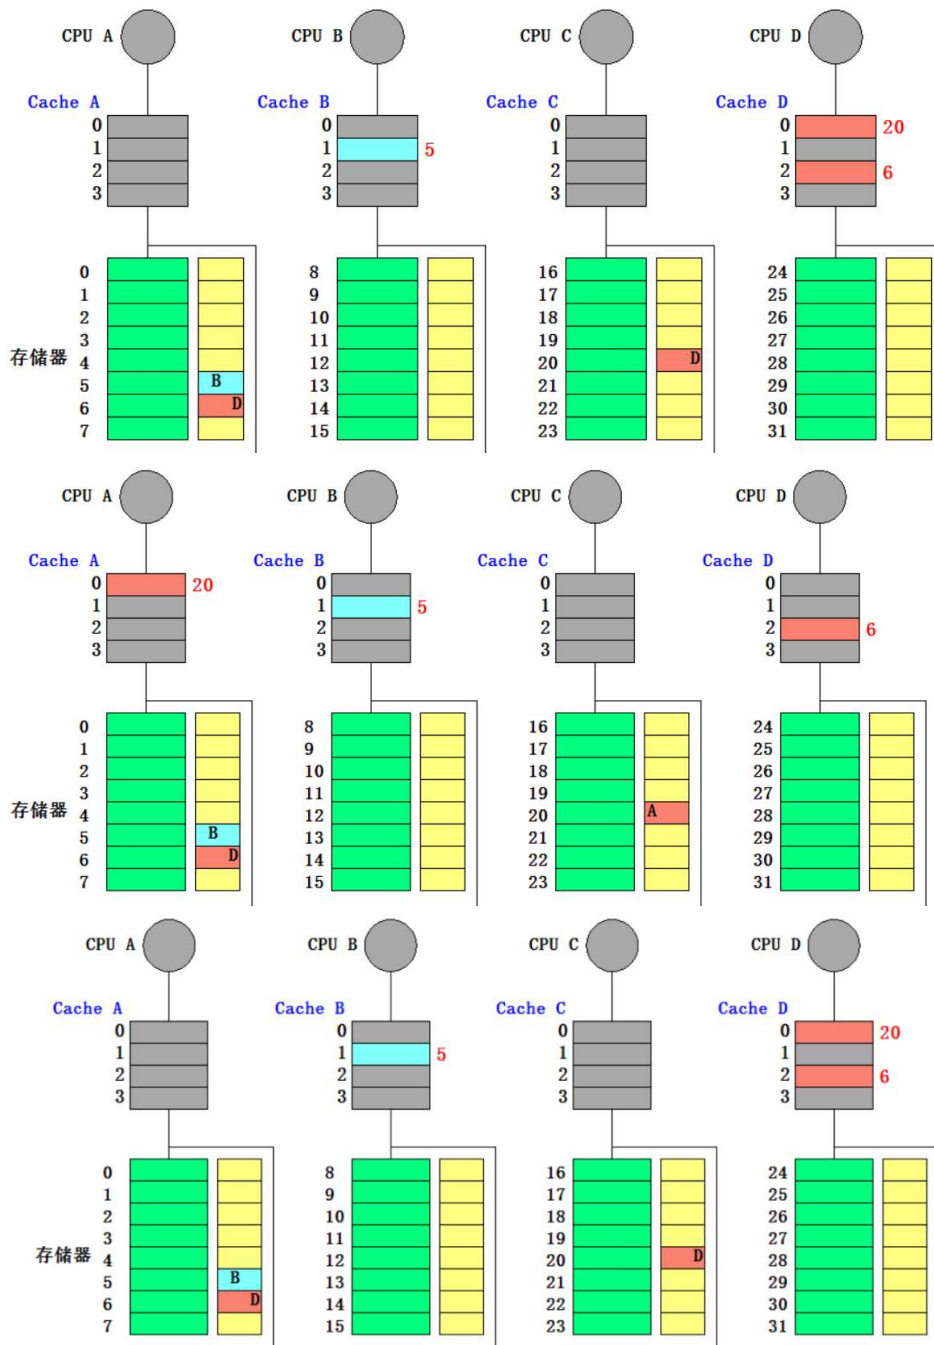 CPU A CPU B CPU C CPU D
Cache A Cache B Cache C Cache D
0 0 0 0 20
1 1 5 1 1
2 2 2 2 6
3 3 3 3
0 8 16 24
1 9 17 25
2 10 18 26
3 11 19 27
存储器 4 12 20 D 28
5 B 13 21 29
6 D 14 22 30
7 15 23 31
CPU A CPU B CPU C CPU D
Cache A Cache B Cache C Cache D
0 20 0 0 0
1 1 5 1 1
2 2 2 2 6
3 3 3 3
0 8 16 24
1 9 17 25
2 10 18 26
3 11 19 27
存储器 4 12 20 A 28
5 B 13 21 29
6 D 14 22 30
7 15 23 31
CPU A CPU B CPU C CPU D
Cache A Cache B Cache C Cache D
0 0 0 0 20
1 1 5 1 1
2 2 2 2 6
3 3 3 3
0 8 16 24
1 9 17 25
2 10 18 26
3 11 19 27
存储器 4 12 20 D 28
5 B 13 21 29
6 D 14 22 30
7 15 23 31